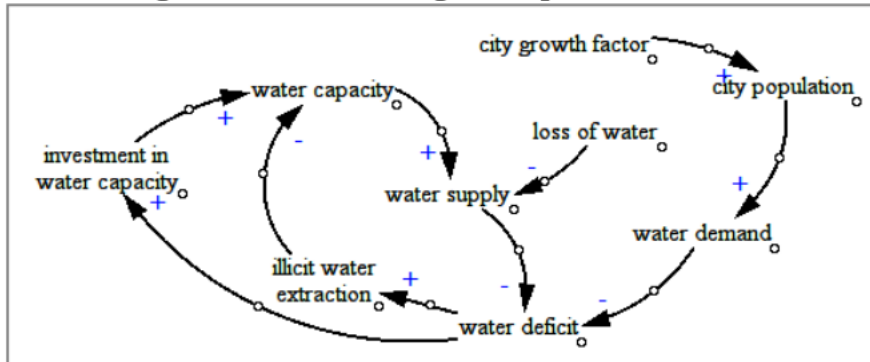 city growth factor
+
city population
water capacity
+
-
loss of water
investment in
water capacity
+
+
-
water supply
+
water demand
illicit water
extraction
+
-
-
water deficit